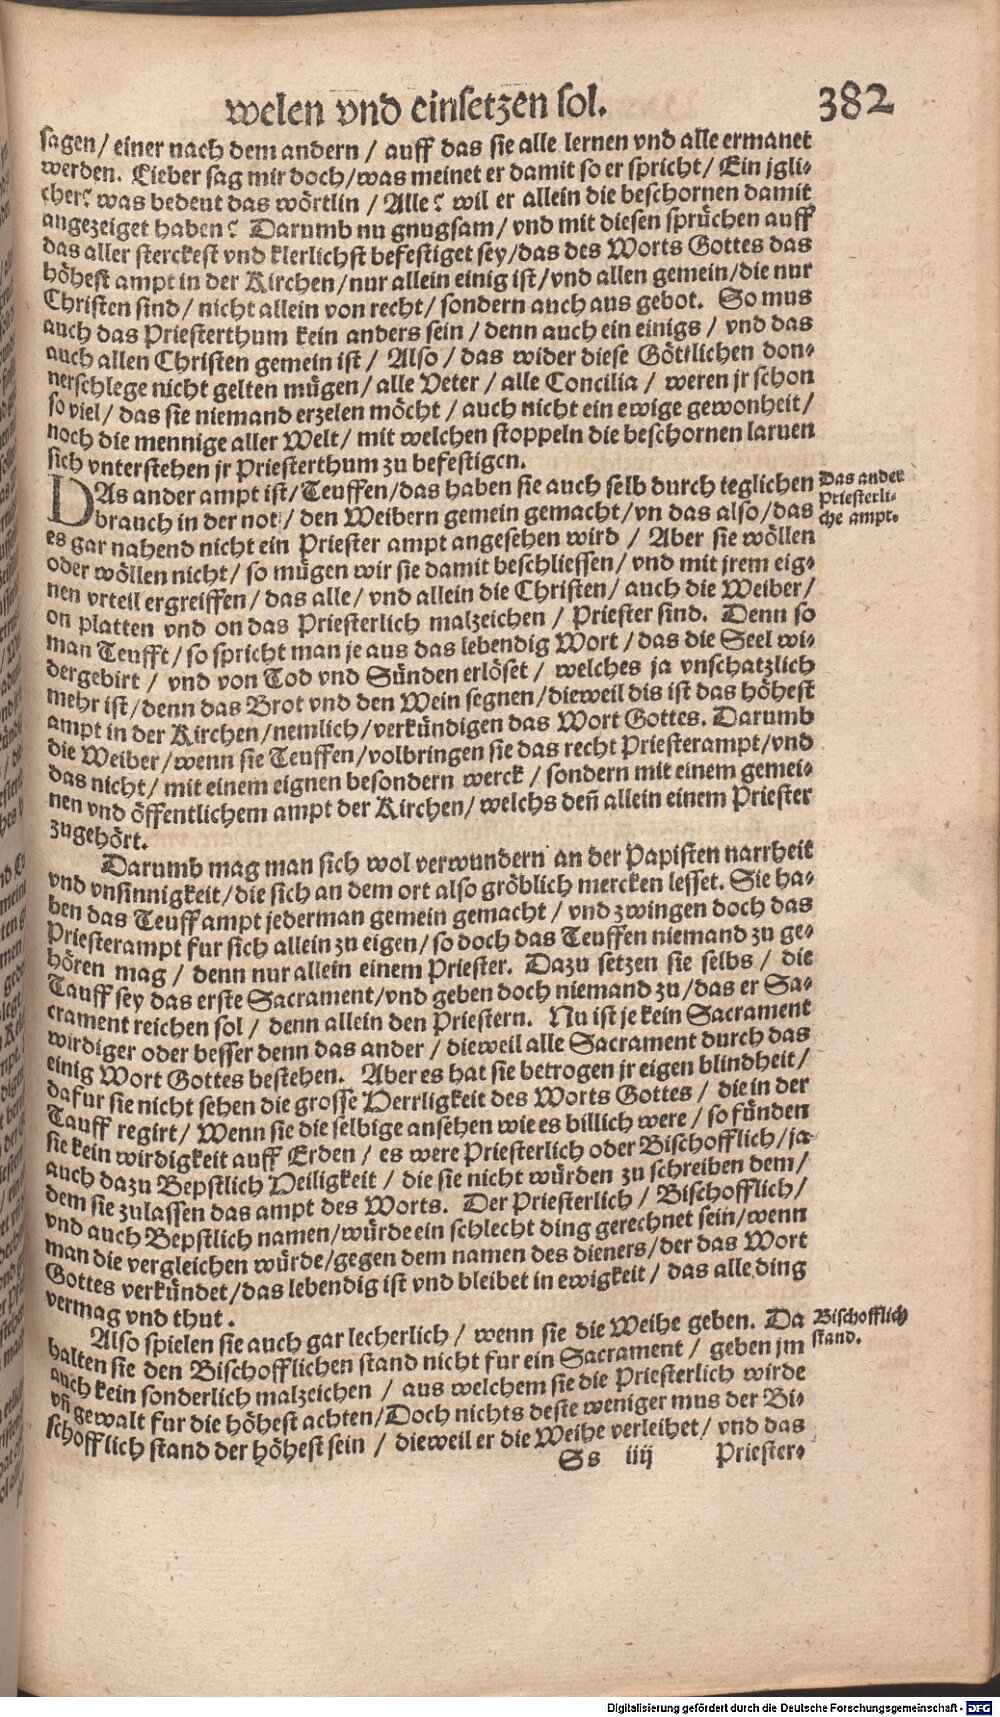 welen vnd einsetzen sol. 382
sagen/ einer nach dem andern / auff das sie alle lernen vnd alle ermanet
werden. Lieber sag mir doch/was meinet er damit so er spricht/ Ein jgli-
cher? was bedeut das wörtlin / Alle? wil er allein die beschornen damit
angezeiget haben? Darumb nu gnugsam/ vnd mit diesen sprüchen auff
das aller sterckest vnd klerlichst befestiget sey/das des Worts Gottes das
höhest ampt in der Kirchen/nur allein einig ist/vnd allen gemein/die nur
Christen sind/ nicht allein von recht/ sondern auch aus gebot. So mus
auch das Priesterthum kein anders sein/ denn auch ein einigs / vnd das
auch allen Christen gemein ist/ Also/ das wider diese Göttlichen don-
nerschlege nicht gelten mügen/ alle Veter / alle Concilia / weren jr schon
so viel/ das sie niemand erzelen möcht / auch nicht ein ewige gewonheit/
noch die mennige aller Welt/ mit welchen stoppeln die beschornen laruen
sich vnterstehen jr Priesterthum zu befestigen.
DAs ander ampt ist/ Teuffen/das haben sie auch selb durch teglichen
brauch in der not/ den Weibern gemein gemacht/ vn das also/das
es gar nahend nicht ein Priester ampt angesehen wird / Aber sie wöllen
oder wöllen nicht/ so mügen wir sie damit beschliessen/ vnd mit jrem eig-
nen vrteil ergreiffen/ das alle/ vnd allein die Christen/ auch die Weiber/
on platten vnd on das Priesterlich malzeichen / Priester sind. Denn so
man Teufft/ so spricht man je aus das lebendig Wort / das die Seel wi-
dergebirt / vnd von Tod vnd Sünden erlöset / welches ja vnschatzlich
mehr ist/denn das Brot vnd den Wein segnen/dieweil dis ist das höhest
ampt in der Kirchen/nemlich/verkündigen das Wort Gottes. Darumb
die Weiber/wenn sie Teuffen/volbringen sie das recht Priesterampt/vnd
das nicht/ mit einem eignen besondern werck / sondern mit einem gemei-
nen vnd öffentlichem ampt der Kirchen/ welchs deñ allein einem Priester
zugehört.
Das ander
Priesterli-
che ampt.
Darumb mag man sich wol verwundern an der Papisten narrheit
vnd vnsinnigkeit/die sich an dem ort also gröblich mercken lesset. Sie ha-
ben das Teuff ampt jederman gemein gemacht / vnd zwingen doch das
Priesterampt fur sich allein zu eigen/ so doch das Teuffen niemand zu ge-
hören mag / denn nur allein einem Priester. Dazu setzen sie selbs / die
Tauff sey das erste Sacrament/vnd geben doch niemand zu/das er Sa-
crament reichen sol / denn allein den Priestern. Nu ist je kein Sacrament
wirdiger oder besser denn das ander / dieweil alle Sacrament durch das
einig Wort Gottes bestehen. Aber es hat sie betrogen jr eigen blindheit/
dafur sie nicht sehen die grosse Herrligkeit des Worts Gottes / die in der
Tauff regirt/ Wenn sie die selbige ansehen wie es billich were / so fünden
sie kein wirdigkeit auff Erden / es were Priesterlich oder Bischofflich/ja
auch dazu Bepstlich Heiligkeit / die sie nicht würden zu schreiben dem/
dem sie zulassen das ampt des Worts. Der Priesterlich / Bischofflich/
vnd auch Bepstlich namen/würde ein schlecht ding gerechnet sein/wenn
man die vergleichen würde/gegen dem namen des dieners/der das Wort
Gottes verkündet/das lebendig ist vnd bleibet in ewigkeit / das alle ding
vermag vnd thut.
Also spielen sie auch gar lecherlich / wenn sie die Weihe geben. Da
halten sie den Bischofflichen stand nicht fur ein Sacrament / geben jm
auch kein sonderlich malzeichen / aus welchem sie die Priesterlich wirde
vñ gewalt fur die höhest achten/Doch nichts deste weniger mus der Bi-
schofflich stand der höhest sein / dieweil er die Weihe verleihet/ vnd das
Bischofflich
stand.
Ss iiij Priester-
Digitalisierung gefördert durch die Deutsche Forschungsgemeinschaft - DFG